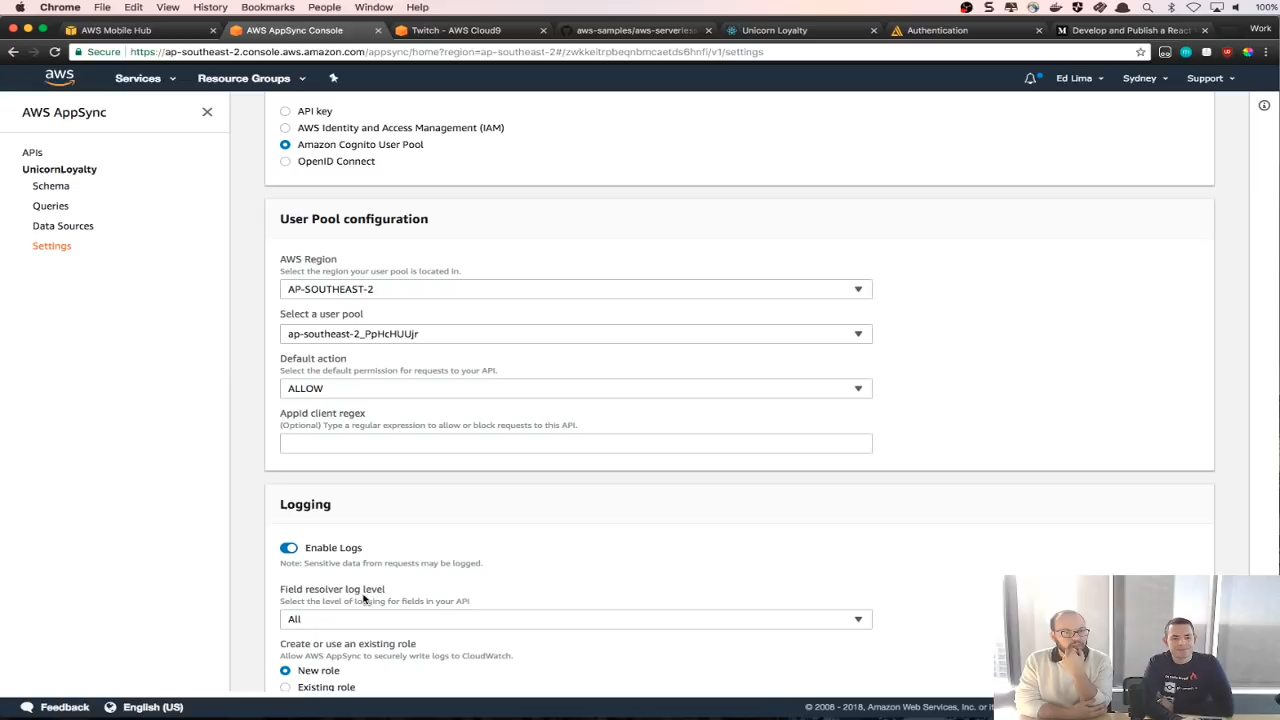 Chrome File Edit View History Bookmarks People Window Help 100%
AWS Mobile Hub AWS AppSync Console Twitch - AWS Cloud9 aws-samples/aws-serverless Unicorn Loyalty Authentication Develop and Publish a React Work
Secure https://ap-southeast-2.console.aws.amazon.com/appsync/home?region=ap-southeast-2#/zwkkeitrpbeqnbmcaetds6hnfi/v1/settings
aws Services Resource Groups Ed Lima Sydney Support
AWS AppSync
APIs
UnicornLoyalty
Schema
Queries
Data Sources
Settings
API key
AWS Identity and Access Management (IAM)
Amazon Cognito User Pool
OpenID Connect
User Pool configuration
AWS Region
Select the region your user pool is located in.
AP-SOUTHEAST-2
Select a user pool
ap-southeast-2_PpHcHUUjr
Default action
Select the default permission for requests to your API.
ALLOW
AppId client regex
(Optional) Type a regular expression to allow or block requests to this API.
Logging
Enable Logs
Note: Sensitive data from requests may be logged.
Field resolver log level
Select the level of logging for fields in your API
All
Create or use an existing role
Allow AWS AppSync to securely write logs to CloudWatch.
New role
Existing role
Feedback English (US) © 2008 - 2018, Amazon Web Services, Inc. or it